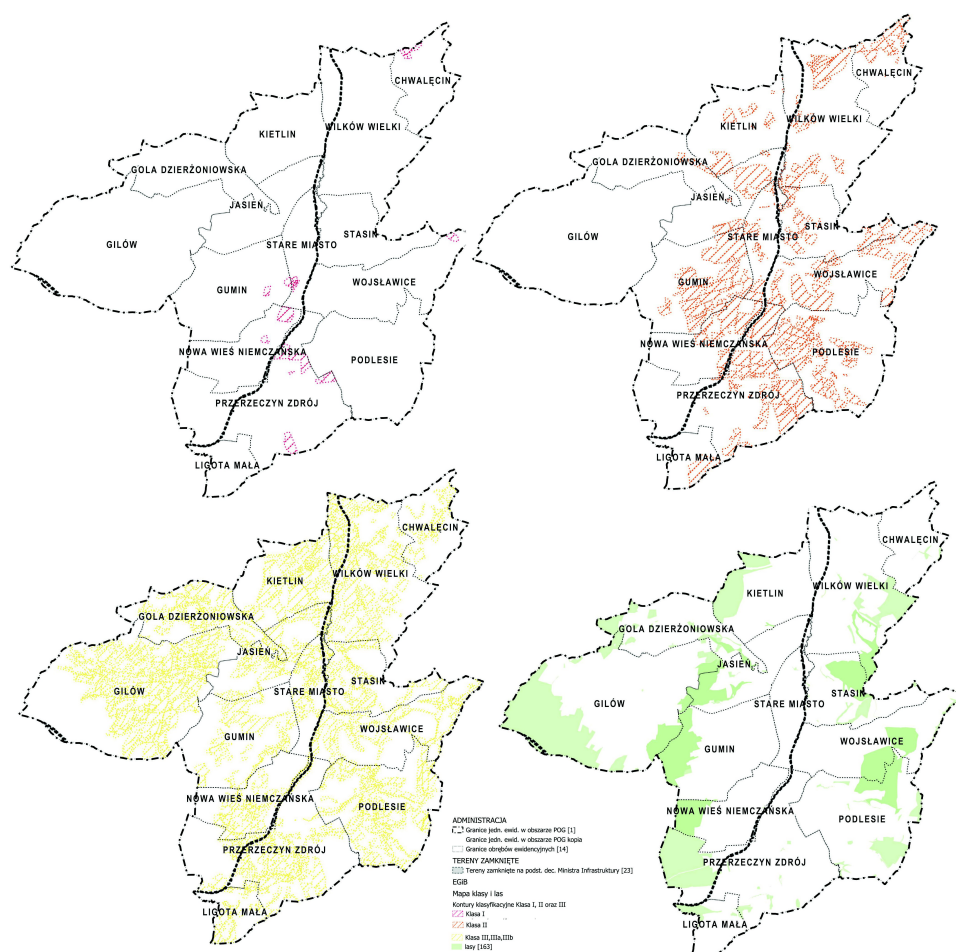 CHWALĘCIN
KIETLIN
WILKÓW WIELKI
GOLA DZIERŻONIOWSKA
JASIEŃ
GILÓW
STARE MIASTO
STASIN
GUMIN
WOJSŁAWICE
NOWA WIEŚ NIEMCZAŃSKA
PODLESIE
PRZERZECZYN ZDRÓJ
LIGOTA MAŁA
CHWALĘCIN
KIETLIN
WILKÓW WIELKI
GOLA DZIERŻONIOWSKA
JASIEŃ
GILÓW
STARE MIASTO
STASIN
GUMIN
WOJSŁAWICE
NOWA WIEŚ NIEMCZAŃSKA
PODLESIE
PRZERZECZYN ZDRÓJ
LIGOTA MAŁA
CHWALĘCIN
KIETLIN
WILKÓW WIELKI
GOLA DZIERŻONIOWSKA
JASIEŃ
GILÓW
STARE MIASTO
STASIN
GUMIN
WOJSŁAWICE
NOWA WIEŚ NIEMCZAŃSKA
PODLESIE
PRZERZECZYN ZDRÓJ
LIGOTA MAŁA
CHWALĘCIN
KIETLIN
WILKÓW WIELKI
GOLA DZIERŻONIOWSKA
JASIEŃ
GILÓW
STARE MIASTO
STASIN
GUMIN
WOJSŁAWICE
NOWA WIEŚ NIEMCZAŃSKA
PODLESIE
PRZERZECZYN ZDRÓJ
LIGOTA MAŁA
ADMINISTRACJA
Granice jedn. ewid. w obszarze POG [1]
Granice jedn. ewid. w obszarze POG kopia
Granice obrębów ewidencyjnych [14]
TERENY ZAMKNIĘTE
Tereny zamknięte na podst. dec. Ministra Infrastruktury [23]
EGiB
Mapa klasy i las
Kontury klasyfikacyjne Klasa I, II oraz III
Klasa I
Klasa II
Klasa III,IIIa,IIIb
lasy [163]